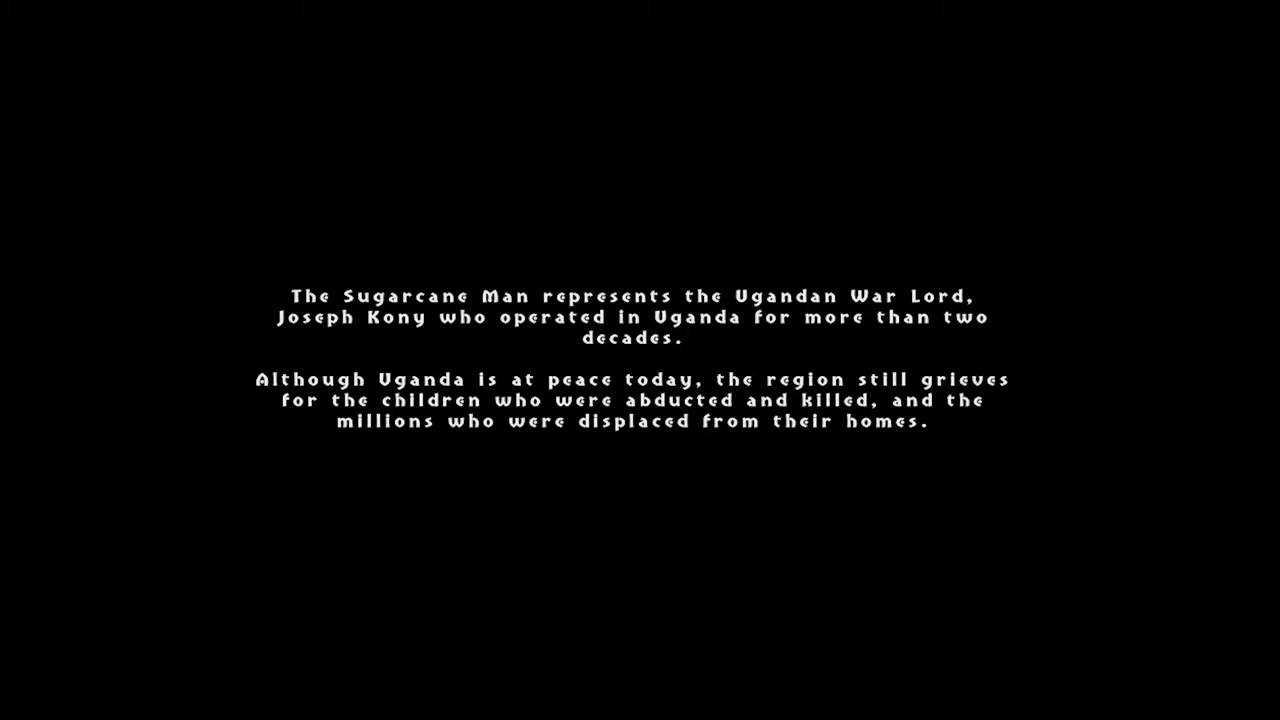 The Sugarcane Man represents the Ugandan War Lord,
Joseph Kony who operated in Uganda for more than two
decades.
Although Uganda is at peace today, the region still grieves
for the children who were abducted and killed, and the
millions who were displaced from their homes.